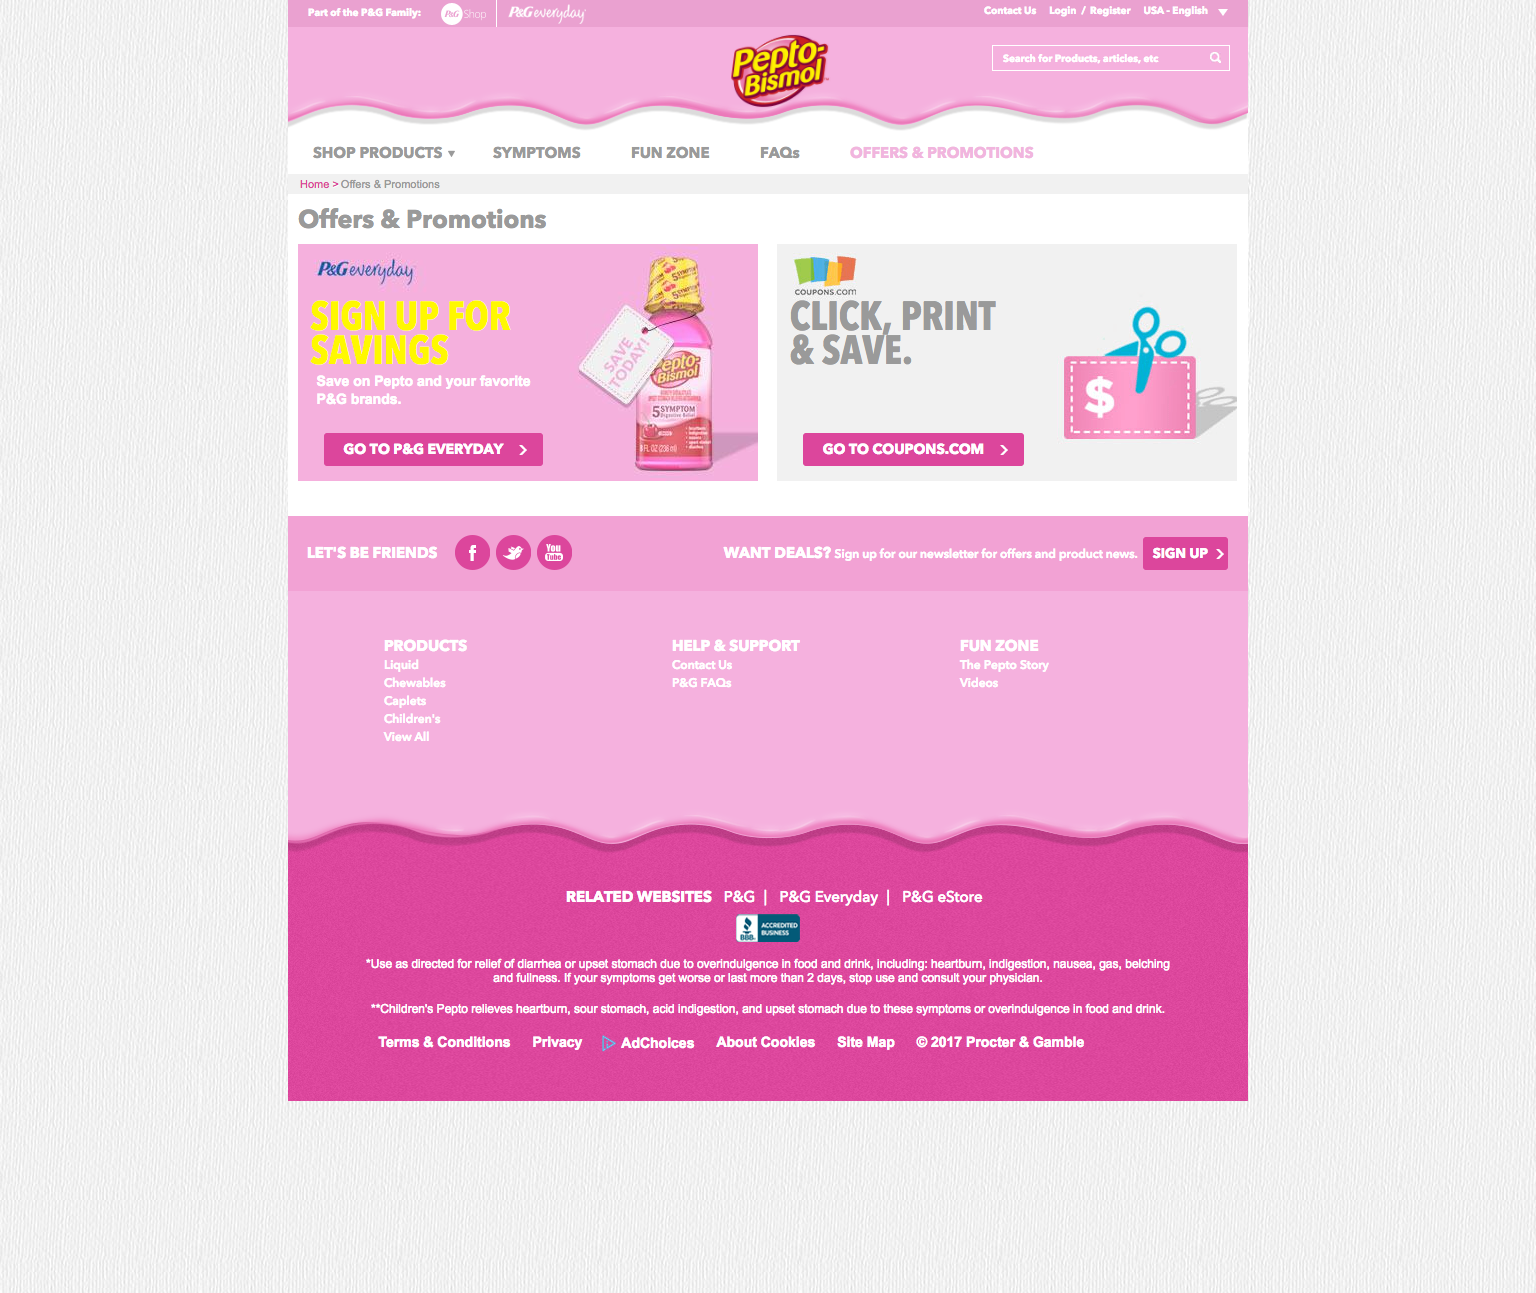 Part of the P&G Family:
P&G Shop
P&G everyday
Contact Us
Login / Register
USA - English
Pepto-
Bismol
Search for Products, articles, etc
SHOP PRODUCTS
SYMPTOMS
FUN ZONE
FAQs
OFFERS & PROMOTIONS
Home > Offers & Promotions
Offers & Promotions
P&G everyday
SIGN UP FOR
SAVINGS
Save on Pepto and your favorite
P&G brands.
GO TO P&G EVERYDAY
SAVE
TODAY!
Pepto-
Bismol
5 SYMPTOM
Digestive Relief
8 FL OZ (236 ml)
COUPONS.com
CLICK, PRINT
& SAVE.
$
GO TO COUPONS.COM
LET'S BE FRIENDS
f
You
Tube
WANT DEALS? Sign up for our newsletter for offers and product news.
SIGN UP
PRODUCTS
Liquid
Chewables
Caplets
Children's
View All
HELP & SUPPORT
Contact Us
P&G FAQs
FUN ZONE
The Pepto Story
Videos
RELATED WEBSITES P&G | P&G Everyday | P&G eStore
BBB.
ACCREDITED
BUSINESS
*Use as directed for relief of diarrhea or upset stomach due to overindulgence in food and drink, including: heartburn, indigestion, nausea, gas, belching
and fullness. If your symptoms get worse or last more than 2 days, stop use and consult your physician.
**Children's Pepto relieves heartburn, sour stomach, acid indigestion, and upset stomach due to these symptoms or overindulgence in food and drink.
Terms & Conditions
Privacy
AdChoices
About Cookies
Site Map
© 2017 Procter & Gamble